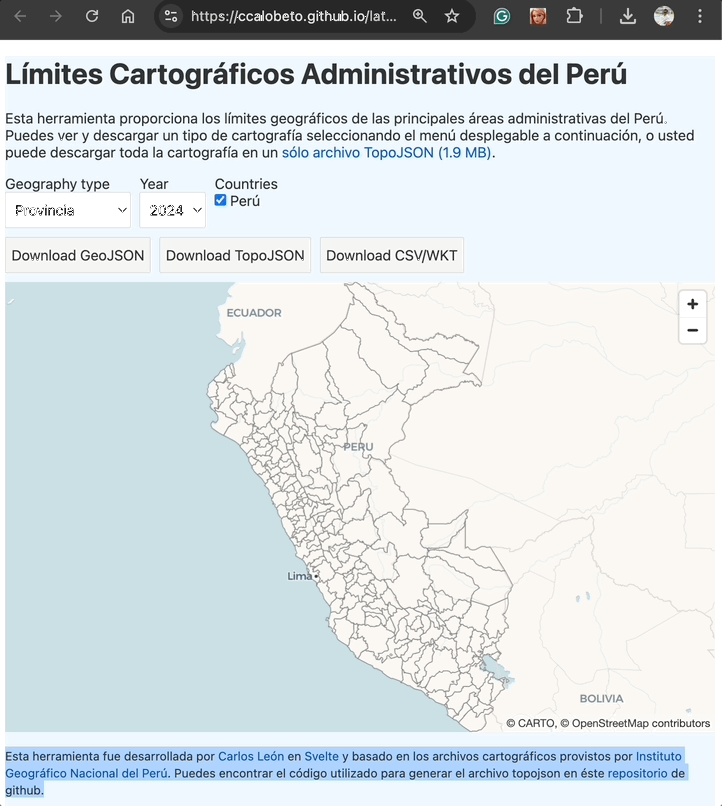 https://ccalobeto.github.io/lat...
Límites Cartográficos Administrativos del Perú
Esta herramienta proporciona los límites geográficos de las principales áreas administrativas del Perú.
Puedes ver y descargar un tipo de cartografía seleccionando el menú desplegable a continuación, o usted
puede descargar toda la cartografía en un sólo archivo TopoJSON (1.9 MB).
Geography type Year Countries
Provincia 2024 Perú
Download GeoJSON Download TopoJSON Download CSV/WKT
ECUADOR
+
−
PERU
Lima
BOLIVIA
© CARTO, © OpenStreetMap contributors
Esta herramienta fue desarrollada por Carlos León en Svelte y basado en los archivos cartográficos provistos por Instituto
Geográfico Nacional del Perú. Puedes encontrar el código utilizado para generar el archivo topojson en éste repositorio de
github.